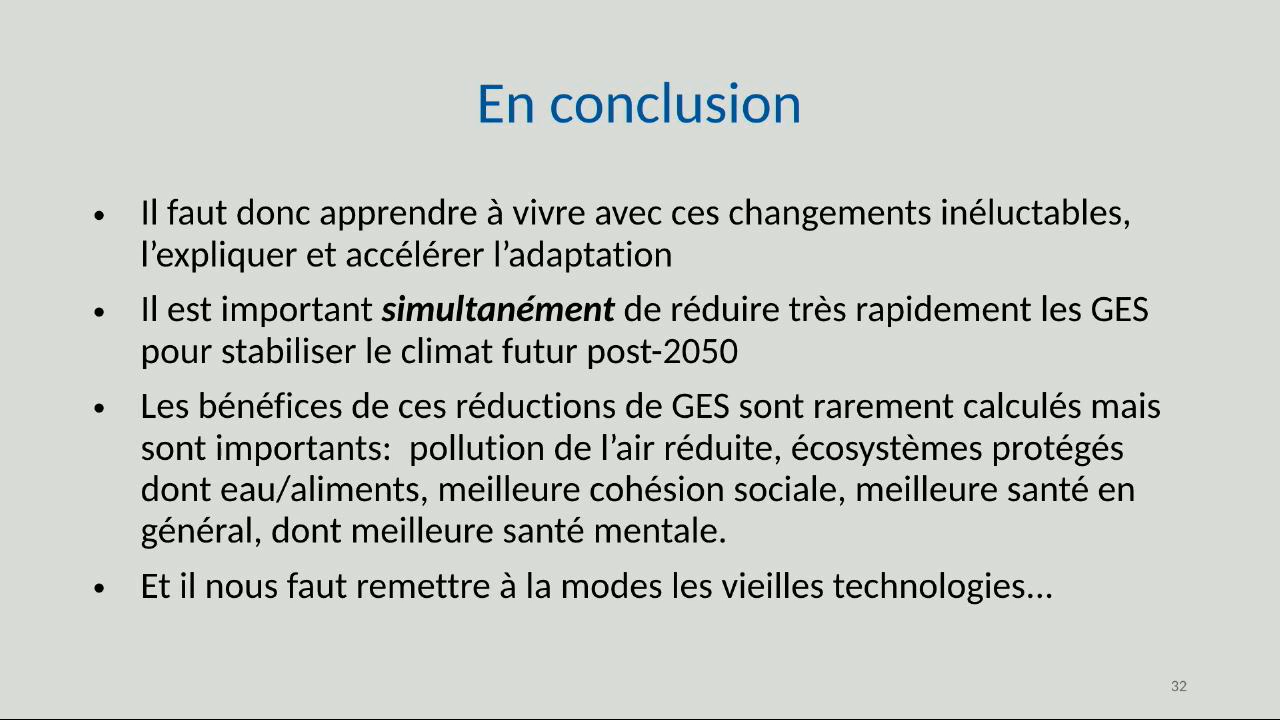 En conclusion
• Il faut donc apprendre à vivre avec ces changements inéluctables,
l’expliquer et accélérer l’adaptation
• Il est important simultanément de réduire très rapidement les GES
pour stabiliser le climat futur post-2050
• Les bénéfices de ces réductions de GES sont rarement calculés mais
sont importants:  pollution de l’air réduite, écosystèmes protégés
dont eau/aliments, meilleure cohésion sociale, meilleure santé en
général, dont meilleure santé mentale.
• Et il nous faut remettre à la modes les vieilles technologies...
32